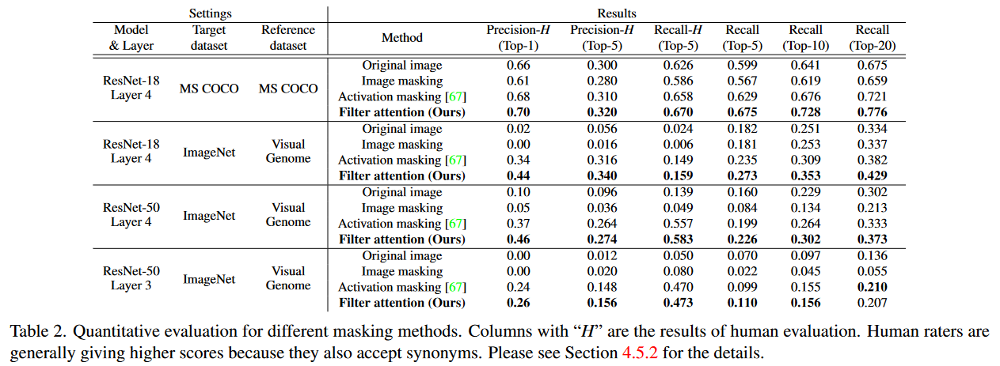 Settings Results
Model & Layer Target dataset Reference dataset Method Precision-H (Top-1) Precision-H (Top-5) Recall-H (Top-5) Recall (Top-5) Recall (Top-10) Recall (Top-20)
ResNet-18 Layer 4 MS COCO MS COCO
Original image 0.66 0.300 0.626 0.599 0.641 0.675
Image masking 0.61 0.280 0.586 0.567 0.619 0.659
Activation masking [67] 0.68 0.310 0.658 0.629 0.676 0.721
Filter attention (Ours) 0.70 0.320 0.670 0.675 0.728 0.776
ResNet-18 Layer 4 ImageNet Visual Genome
Original image 0.02 0.056 0.024 0.182 0.251 0.334
Image masking 0.00 0.016 0.006 0.181 0.253 0.337
Activation masking [67] 0.34 0.316 0.149 0.235 0.309 0.382
Filter attention (Ours) 0.44 0.340 0.159 0.273 0.353 0.429
ResNet-50 Layer 4 ImageNet Visual Genome
Original image 0.10 0.096 0.139 0.160 0.229 0.302
Image masking 0.05 0.036 0.049 0.084 0.134 0.213
Activation masking [67] 0.37 0.264 0.557 0.199 0.264 0.333
Filter attention (Ours) 0.46 0.274 0.583 0.226 0.302 0.373
ResNet-50 Layer 3 ImageNet Visual Genome
Original image 0.00 0.012 0.050 0.070 0.097 0.136
Image masking 0.00 0.020 0.080 0.022 0.045 0.055
Activation masking [67] 0.24 0.148 0.470 0.099 0.155 0.210
Filter attention (Ours) 0.26 0.156 0.473 0.110 0.156 0.207
Table 2. Quantitative evaluation for different masking methods. Columns with “H” are the results of human evaluation. Human raters are
generally giving higher scores because they also accept synonyms. Please see Section 4.5.2 for the details.